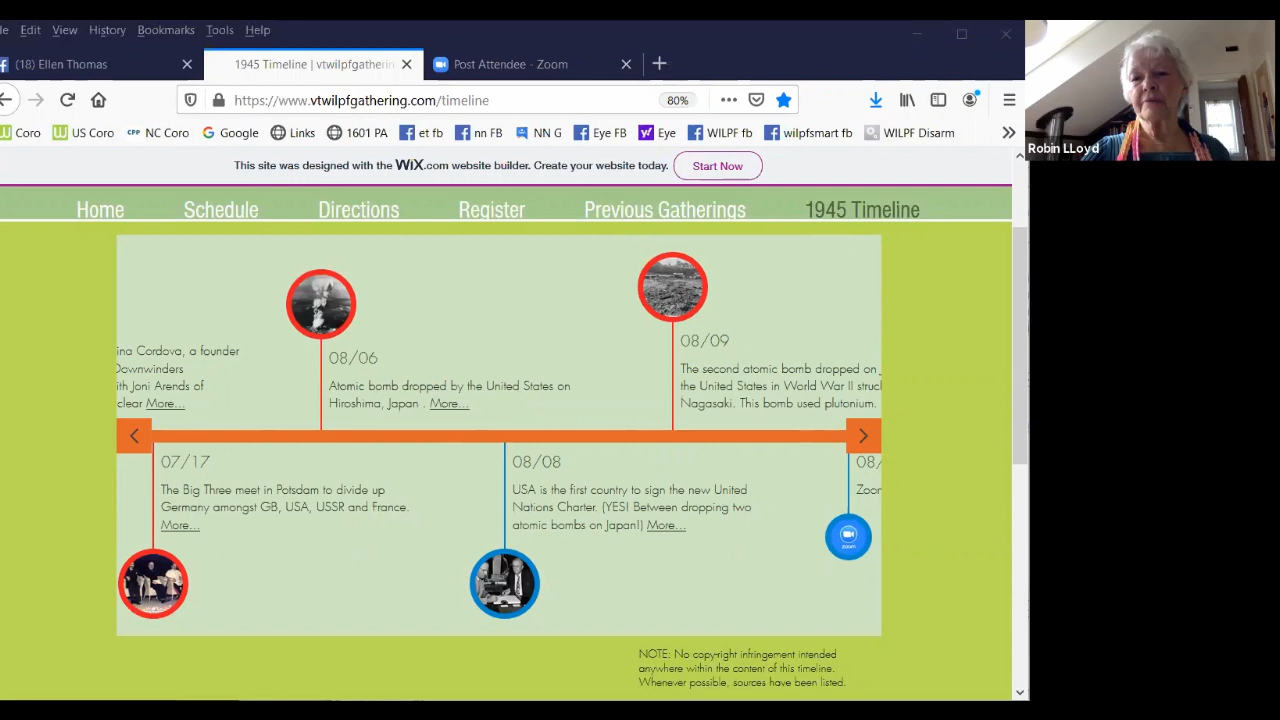 le Edit View History Bookmarks Tools Help
(18) Ellen Thomas
1945 Timeline | vtwilpfgatherin
Post Attendee - Zoom
https://www.vtwilpfgathering.com/timeline
80%
Coro
US Coro
CPP NC Coro
Google
Links
1601 PA
et fb
nn FB
NN G
Eye FB
Eye
WILPF fb
wilpfsmart fb
WILPF Disarm
Robin LLoyd
This site was designed with the WiX.com website builder. Create your website today.
Start Now
Home Schedule Directions Register Previous Gatherings 1945 Timeline
ina Cordova, a founder
Downwinders
ith Joni Arends of
clear More...
08/06
Atomic bomb dropped by the United States on
Hiroshima, Japan . More...
08/09
The second atomic bomb dropped on
the United States in World War II struc
Nagasaki. This bomb used plutonium.
07/17
The Big Three meet in Potsdam to divide up
Germany amongst GB, USA, USSR and France.
More...
08/08
USA is the first country to sign the new United
Nations Charter. (YES! Between dropping two
atomic bombs on Japan!) More...
08/
Zoor
zoom
NOTE: No copy-right infringement intended
anywhere within the content of this timeline.
Whenever possible, sources have been listed.